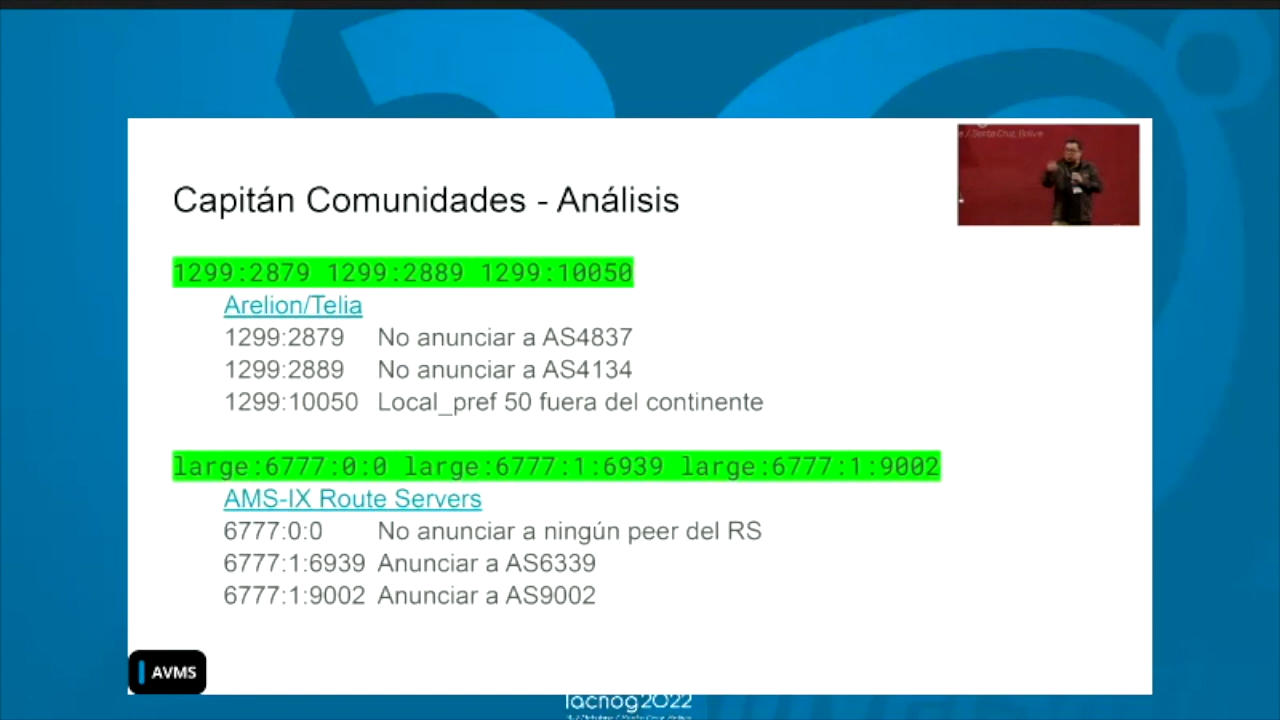 / Santa Cruz, Bolivia
Capitán Comunidades - Análisis
1299:2879 1299:2889 1299:10050
Arelion/Telia
1299:2879 No anunciar a AS4837
1299:2889 No anunciar a AS4134
1299:10050 Local_pref 50 fuera del continente
large:6777:0:0 large:6777:1:6939 large:6777:1:9002
AMS-IX Route Servers
6777:0:0 No anunciar a ningún peer del RS
6777:1:6939 Anunciar a AS6339
6777:1:9002 Anunciar a AS9002
AVMS
lacnog2022